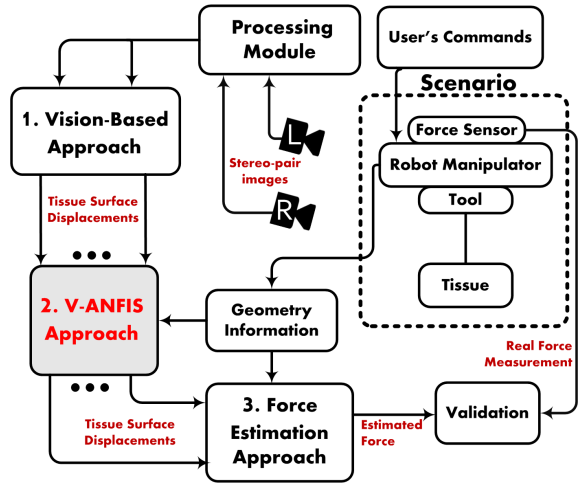 Processing
Module
User's Commands
Scenario
1. Vision-Based
Approach
L
Force Sensor
Stereo-pair
images
Robot Manipulator
R
Tissue Surface
Displacements
Tool
Tissue
2. V-ANFIS
Approach
Geometry
Information
Real Force
Measurement
3. Force
Estimation
Approach
Tissue Surface
Displacements
Estimated
Force
Validation